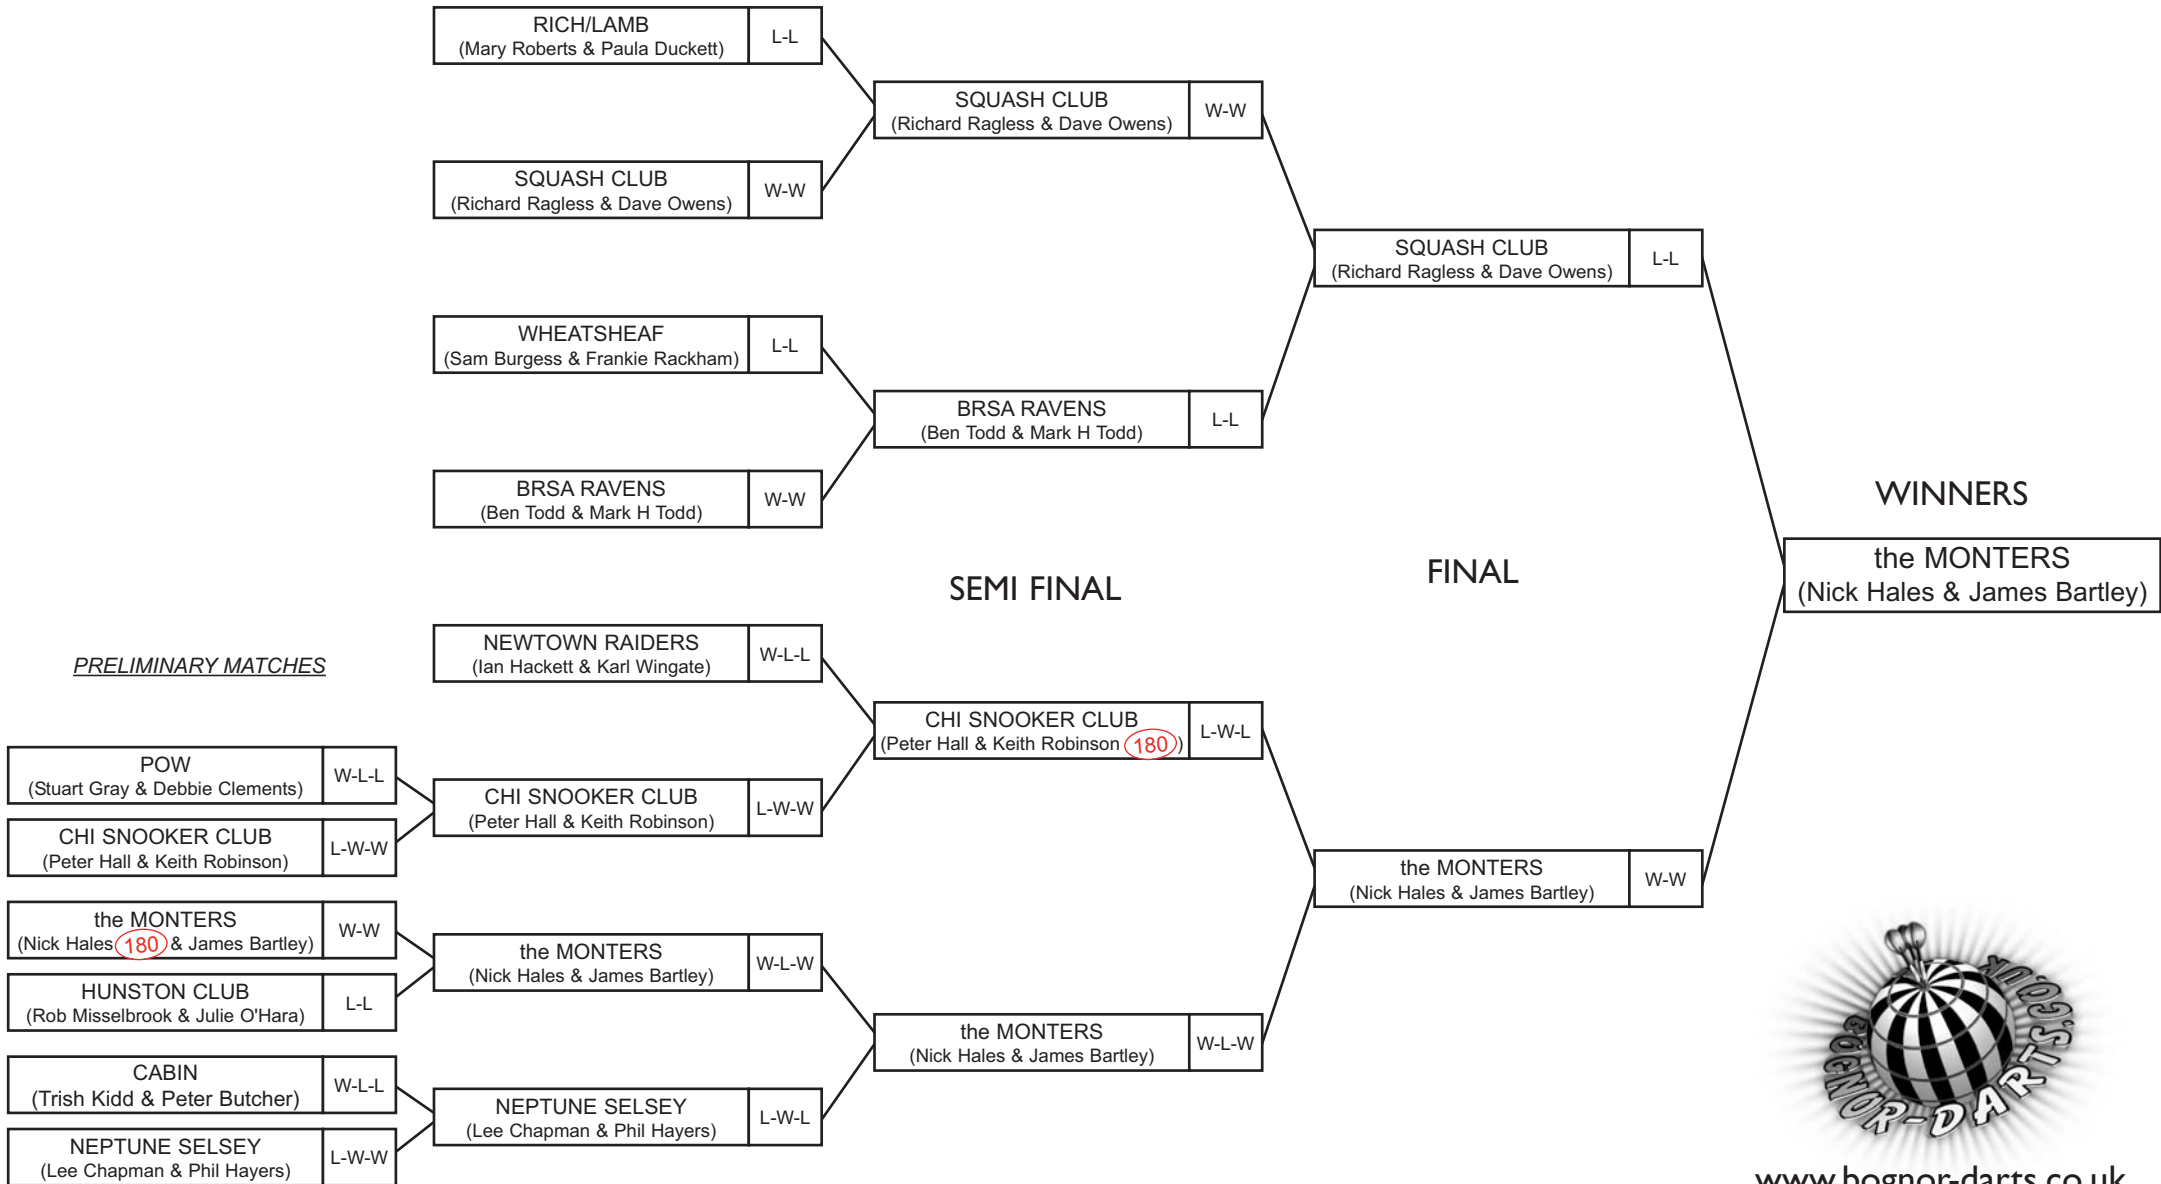 RICH/LAMB
(Mary Roberts & Paula Duckett)
L-L
SQUASH CLUB
(Richard Ragless & Dave Owens)
W-W
WHEATSHEAF
(Sam Burgess & Frankie Rackham)
L-L
BRSA RAVENS
(Ben Todd & Mark H Todd)
W-W
NEWTOWN RAIDERS
(Ian Hackett & Karl Wingate)
W-L-L
PRELIMINARY MATCHES
POW
(Stuart Gray & Debbie Clements)
W-L-L
CHI SNOOKER CLUB
(Peter Hall & Keith Robinson)
L-W-W
the MONTERS
(Nick Hales 180 & James Bartley)
W-W
HUNSTON CLUB
(Rob Misselbrook & Julie O'Hara)
L-L
CABIN
(Trish Kidd & Peter Butcher)
W-L-L
NEPTUNE SELSEY
(Lee Chapman & Phil Hayers)
L-W-W
CHI SNOOKER CLUB
(Peter Hall & Keith Robinson)
L-W-W
the MONTERS
(Nick Hales & James Bartley)
W-L-W
NEPTUNE SELSEY
(Lee Chapman & Phil Hayers)
L-W-L
SQUASH CLUB
(Richard Ragless & Dave Owens)
W-W
BRSA RAVENS
(Ben Todd & Mark H Todd)
L-L
SEMI FINAL
CHI SNOOKER CLUB
(Peter Hall & Keith Robinson 180)
L-W-L
the MONTERS
(Nick Hales & James Bartley)
W-L-W
SQUASH CLUB
(Richard Ragless & Dave Owens)
L-L
FINAL
the MONTERS
(Nick Hales & James Bartley)
W-W
WINNERS
the MONTERS
(Nick Hales & James Bartley)
BOGNOR-DARTS.CO.UK
www.bognor-darts.co.uk